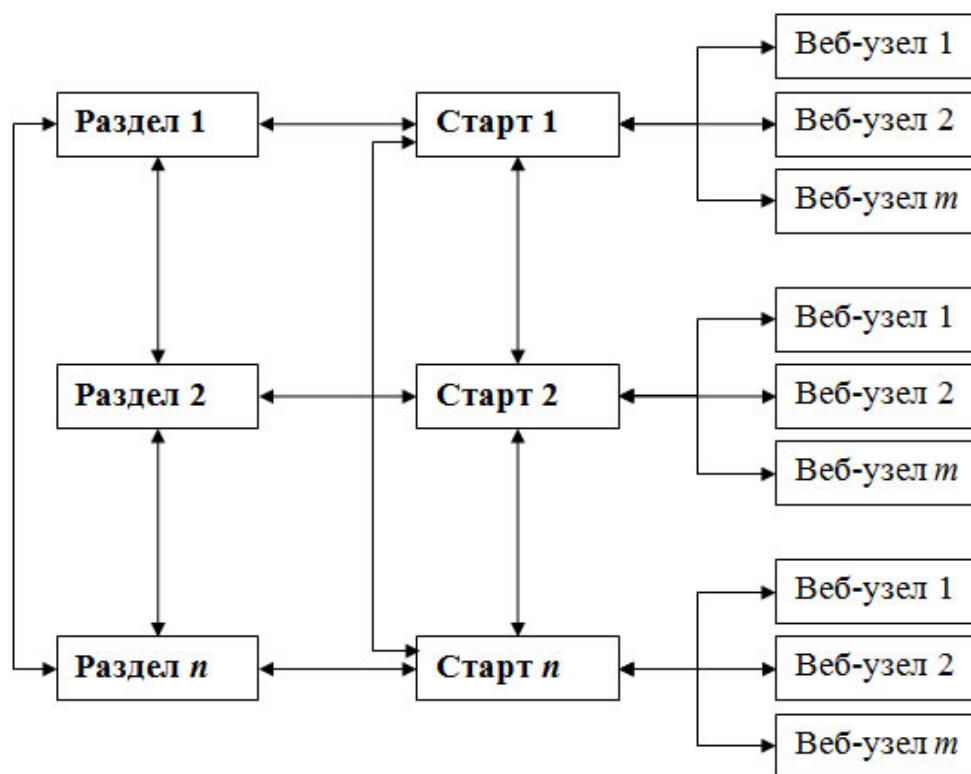 Веб-узел 1
Раздел 1
Старт 1
Веб-узел 2
Веб-узел m
Веб-узел 1
Раздел 2
Старт 2
Веб-узел 2
Веб-узел m
Веб-узел 1
Раздел n
Старт n
Веб-узел 2
Веб-узел m